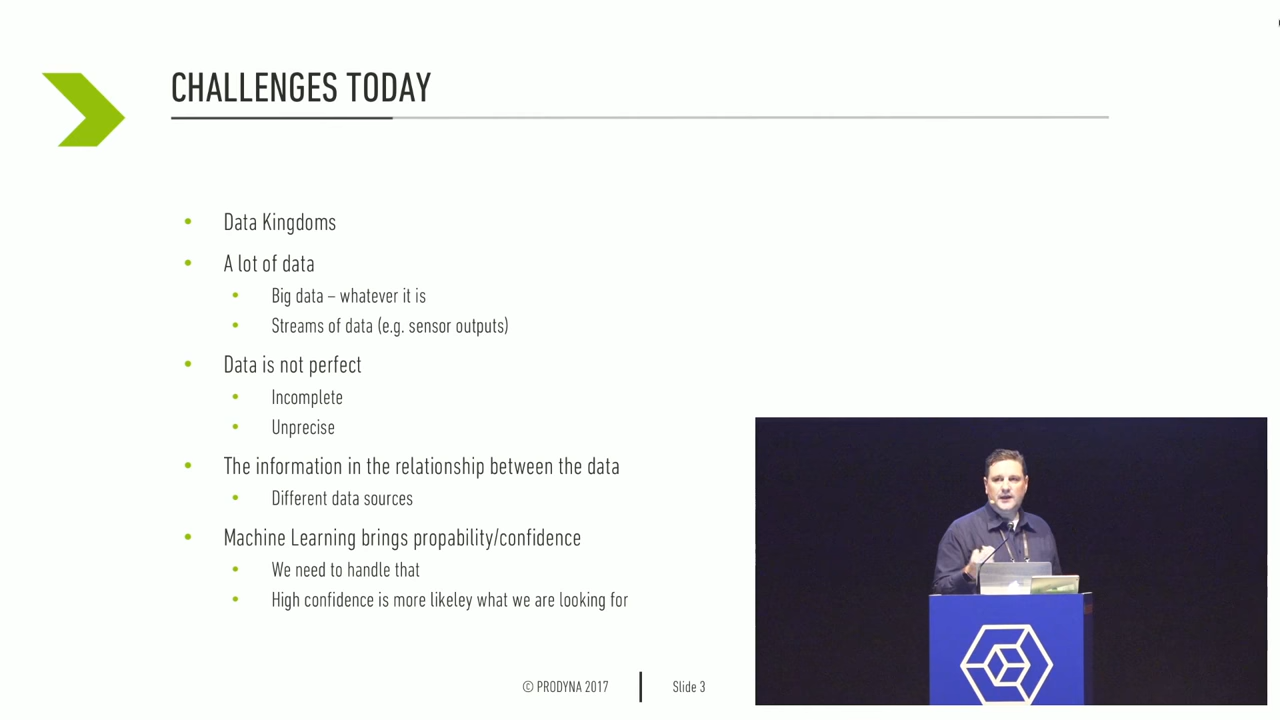 CHALLENGES TODAY
• Data Kingdoms
• A lot of data
• Big data – whatever it is
• Streams of data (e.g. sensor outputs)
• Data is not perfect
• Incomplete
• Unprecise
• The information in the relationship between the data
• Different data sources
• Machine Learning brings propability/confidence
• We need to handle that
• High confidence is more likeley what we are looking for
© PRODYNA 2017
Slide 3